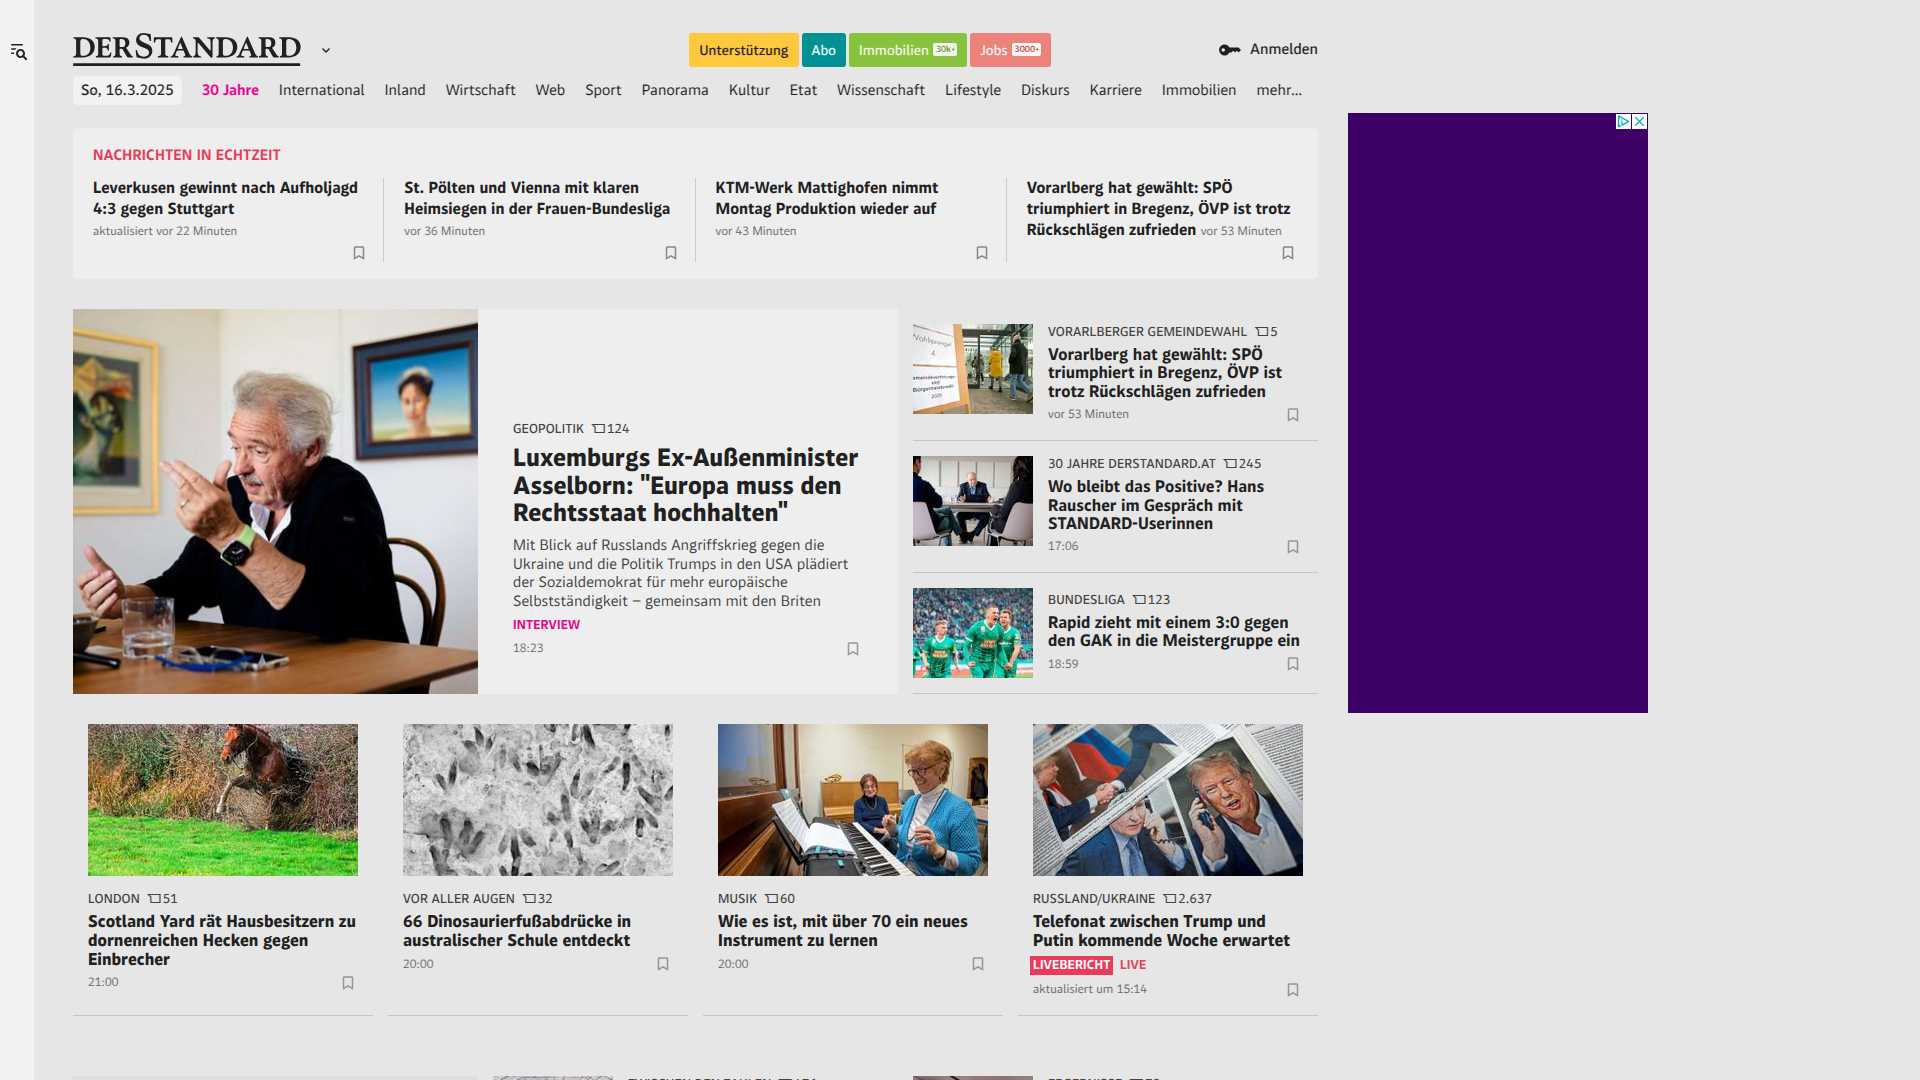 DERSTANDARD
Unterstützung
Abo
Immobilien 30k+
Jobs 3000+
Anmelden
So, 16.3.2025
30 Jahre
International
Inland
Wirtschaft
Web
Sport
Panorama
Kultur
Etat
Wissenschaft
Lifestyle
Diskurs
Karriere
Immobilien
mehr...
NACHRICHTEN IN ECHTZEIT
Leverkusen gewinnt nach Aufholjagd
4:3 gegen Stuttgart
aktualisiert vor 22 Minuten
St. Pölten und Vienna mit klaren
Heimsiegen in der Frauen-Bundesliga
vor 36 Minuten
KTM-Werk Mattighofen nimmt
Montag Produktion wieder auf
vor 43 Minuten
Vorarlberg hat gewählt: SPÖ
triumphiert in Bregenz, ÖVP ist trotz
Rückschlägen zufrieden vor 53 Minuten
GEOPOLITIK 124
Luxemburgs Ex-Außenminister
Asselborn: "Europa muss den
Rechtsstaat hochhalten"
Mit Blick auf Russlands Angriffskrieg gegen die
Ukraine und die Politik Trumps in den USA plädiert
der Sozialdemokrat für mehr europäische
Selbstständigkeit – gemeinsam mit den Briten
INTERVIEW
18:23
VORARLBERGER GEMEINDEWAHL 5
Vorarlberg hat gewählt: SPÖ
triumphiert in Bregenz, ÖVP ist
trotz Rückschlägen zufrieden
vor 53 Minuten
30 JAHRE DERSTANDARD.AT 245
Wo bleibt das Positive? Hans
Rauscher im Gespräch mit
STANDARD-Userinnen
17:06
BUNDESLIGA 123
Rapid zieht mit einem 3:0 gegen
den GAK in die Meistergruppe ein
18:59
LONDON 51
Scotland Yard rät Hausbesitzern zu
dornenreichen Hecken gegen
Einbrecher
21:00
VOR ALLER AUGEN 32
66 Dinosaurierfußabdrücke in
australischer Schule entdeckt
20:00
MUSIK 60
Wie es ist, mit über 70 ein neues
Instrument zu lernen
20:00
RUSSLAND/UKRAINE 2.637
Telefonat zwischen Trump und
Putin kommende Woche erwartet
LIVEBERICHT LIVE
aktualisiert um 15:14